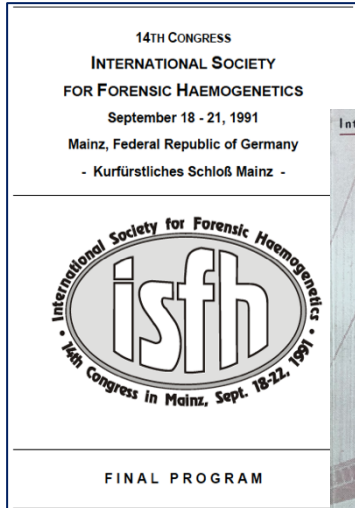 14TH CONGRESS
INTERNATIONAL SOCIETY
FOR FORENSIC HAEMOGENETICS
September 18 - 21, 1991
Mainz, Federal Republic of Germany
- Kurfürstliches Schloß Mainz -
Int
International Society for Forensic Haemogenetics
isfh
• 14th Congress in Mainz, Sept. 18-22, 1991 •
FINAL PROGRAM